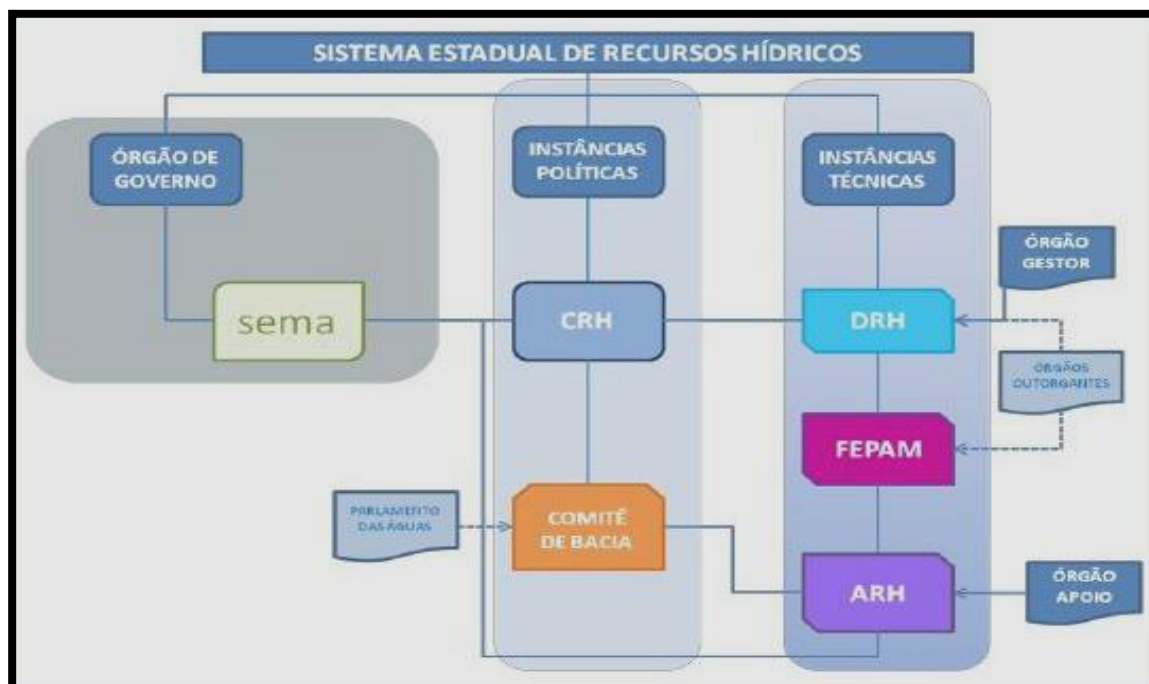 SISTEMA ESTADUAL DE RECURSOS HÍDRICOS
ÓRGÃO DE
GOVERNO
INSTÂNCIAS
POLÍTICAS
INSTÂNCIAS
TÉCNICAS
ÓRGÃO
GESTOR
sema
CRH
DRH
ÓRGÃOS
OUTORGANTES
FEPAM
PARLAMENTO
DAS ÁGUAS
COMITÊ
DE BACIA
ARH
ÓRGÃO
APOIO